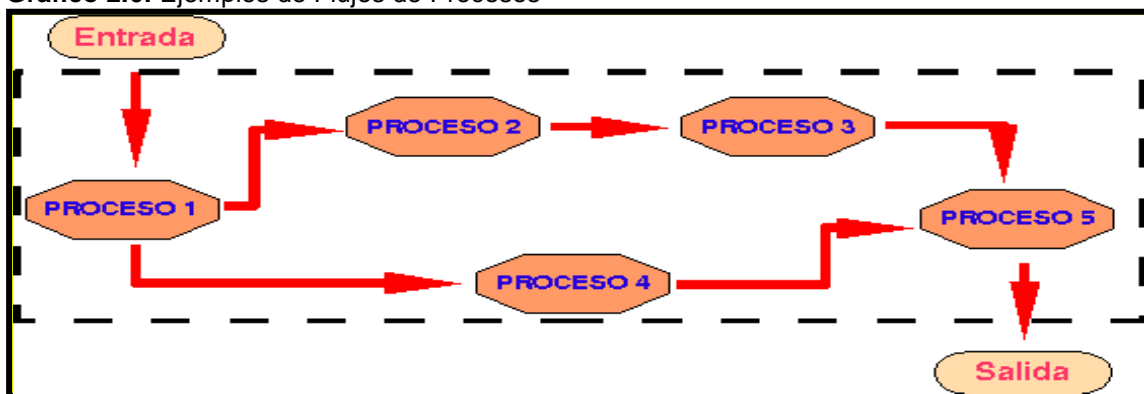 Entrada
PROCESO 2
PROCESO 3
PROCESO 1
PROCESO 5
PROCESO 4
Salida